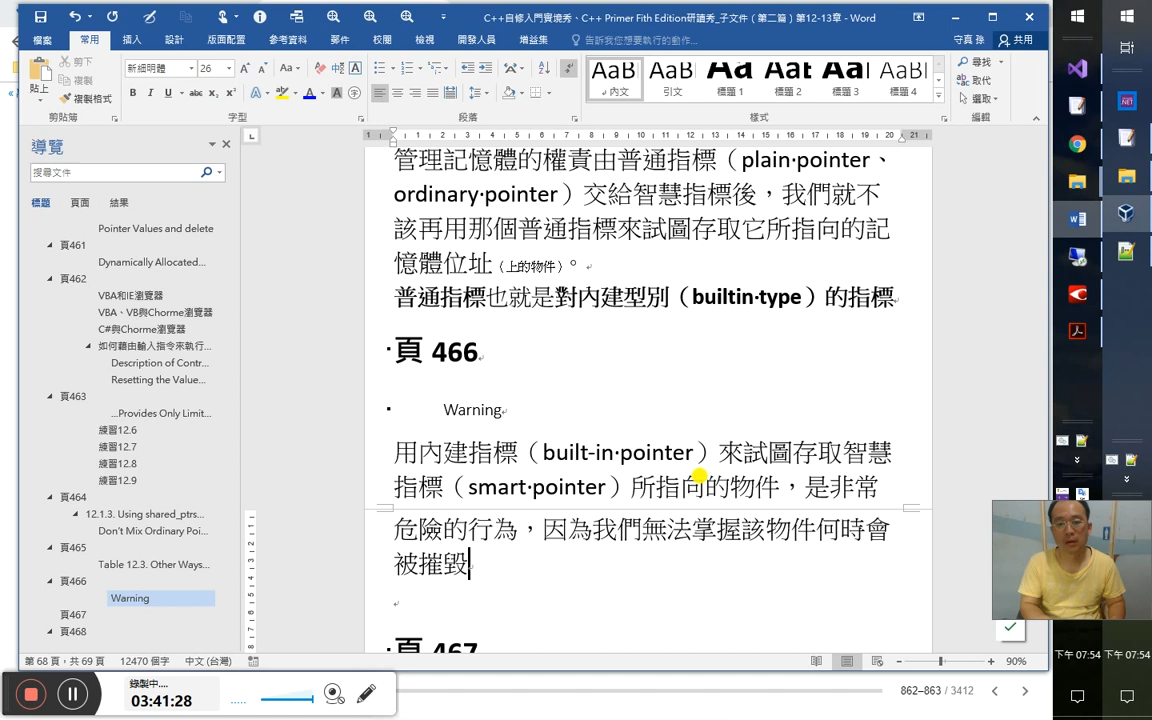 C++自修入門實燒秀、C++ Primer Fith Edition研讀秀_子文件（第二篇）第12-13章 - Word
檔案 常用 插入 設計 版面配置 參考資料 郵件 校閱 檢視 開發人員 增益集 告訴我您想要執行的動作... 守真 孫 共用
貼上
剪下
複製
複製格式
剪貼簿
新細明體 26
字型
段落
AaB 內文
AaB 引文
AaB 標題 1
AaB 標題 2
AaB 標題 3
AaBl 標題 4
樣式
尋找
取代
選取
編輯
導覽
搜尋文件
標題 頁面 結果
Pointer Values and delete
頁461
Dynamically Allocated...
頁462
VBA和IE瀏覽器
VBA、VB與Chorme瀏覽器
C#與Chorme瀏覽器
如何藉由輸入指令來執行...
Description of Contr...
Resetting the Value...
頁463
...Provides Only Limit...
練習12.6
練習12.7
練習12.8
練習12.9
頁464
12.1.3. Using shared_ptrs...
Don't Mix Ordinary Poi...
頁465
Table 12.3. Other Ways...
頁466
Warning
頁467
頁468
管理記憶體的權責由普通指標（plain·pointer、
ordinary·pointer）交給智慧指標後，我們就不
該再用那個普通指標來試圖存取它所指向的記
憶體位址（上的物件）。
普通指標也就是對內建型別（builtin·type）的指標
頁 466
Warning
用內建指標（built-in·pointer）來試圖存取智慧
指標（smart·pointer）所指向的物件，是非常
危險的行為，因為我們無法掌握該物件何時會
被摧毀
頁 467
第 68 頁，共 69 頁 12470 個字 中文 (台灣) 90%
錄製中....
03:41:28
862–863 / 3412
下午 07:54 下午 07:54